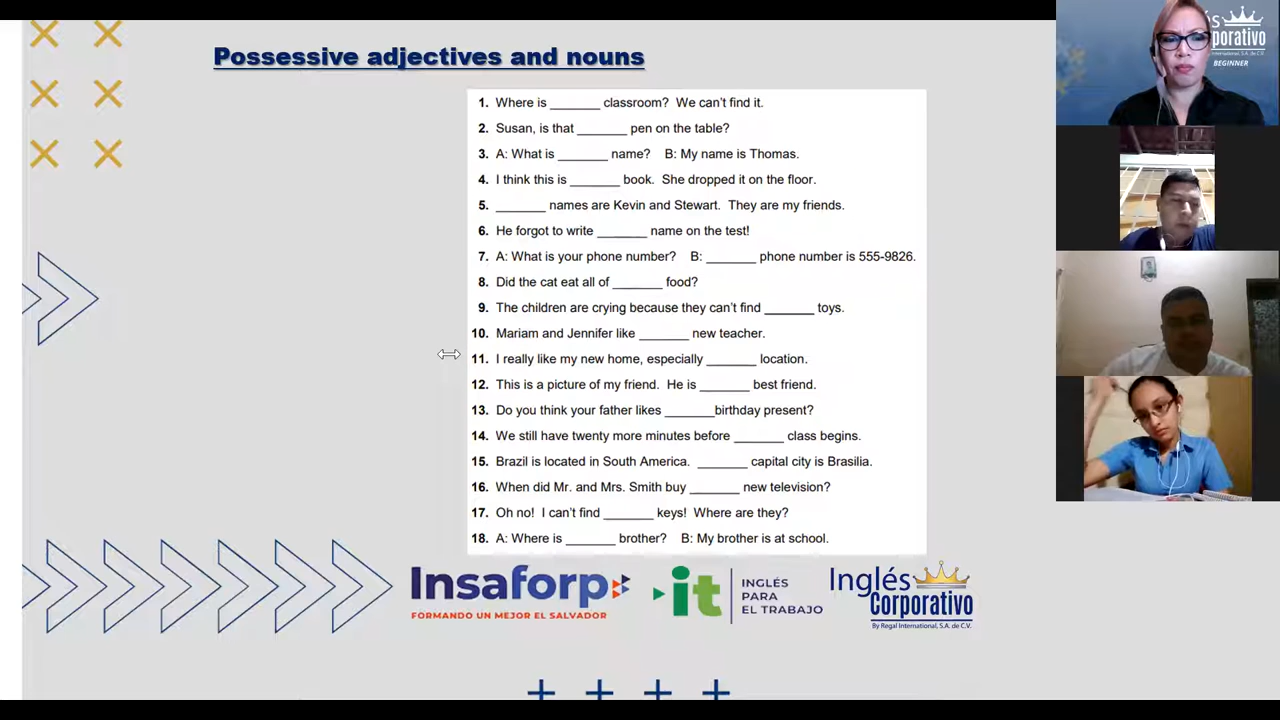 Possessive adjectives and nouns
1. Where is _______ classroom? We can't find it.
2. Susan, is that _______ pen on the table?
3. A: What is _______ name? B: My name is Thomas.
4. I think this is _______ book. She dropped it on the floor.
5. _______ names are Kevin and Stewart. They are my friends.
6. He forgot to write _______ name on the test!
7. A: What is your phone number? B: _______ phone number is 555-9826.
8. Did the cat eat all of _______ food?
9. The children are crying because they can't find _______ toys.
10. Mariam and Jennifer like _______ new teacher.
11. I really like my new home, especially _______ location.
12. This is a picture of my friend. He is _______ best friend.
13. Do you think your father likes _______birthday present?
14. We still have twenty more minutes before _______ class begins.
15. Brazil is located in South America. _______ capital city is Brasilia.
16. When did Mr. and Mrs. Smith buy _______ new television?
17. Oh no! I can't find _______ keys! Where are they?
18. A: Where is _______ brother? B: My brother is at school.
Insaforp
FORMANDO UN MEJOR EL SALVADOR
it
INGLÉS
PARA
EL TRABAJO
Inglés
Corporativo
By Regal International, S.A. de C.V.
BEGINNER